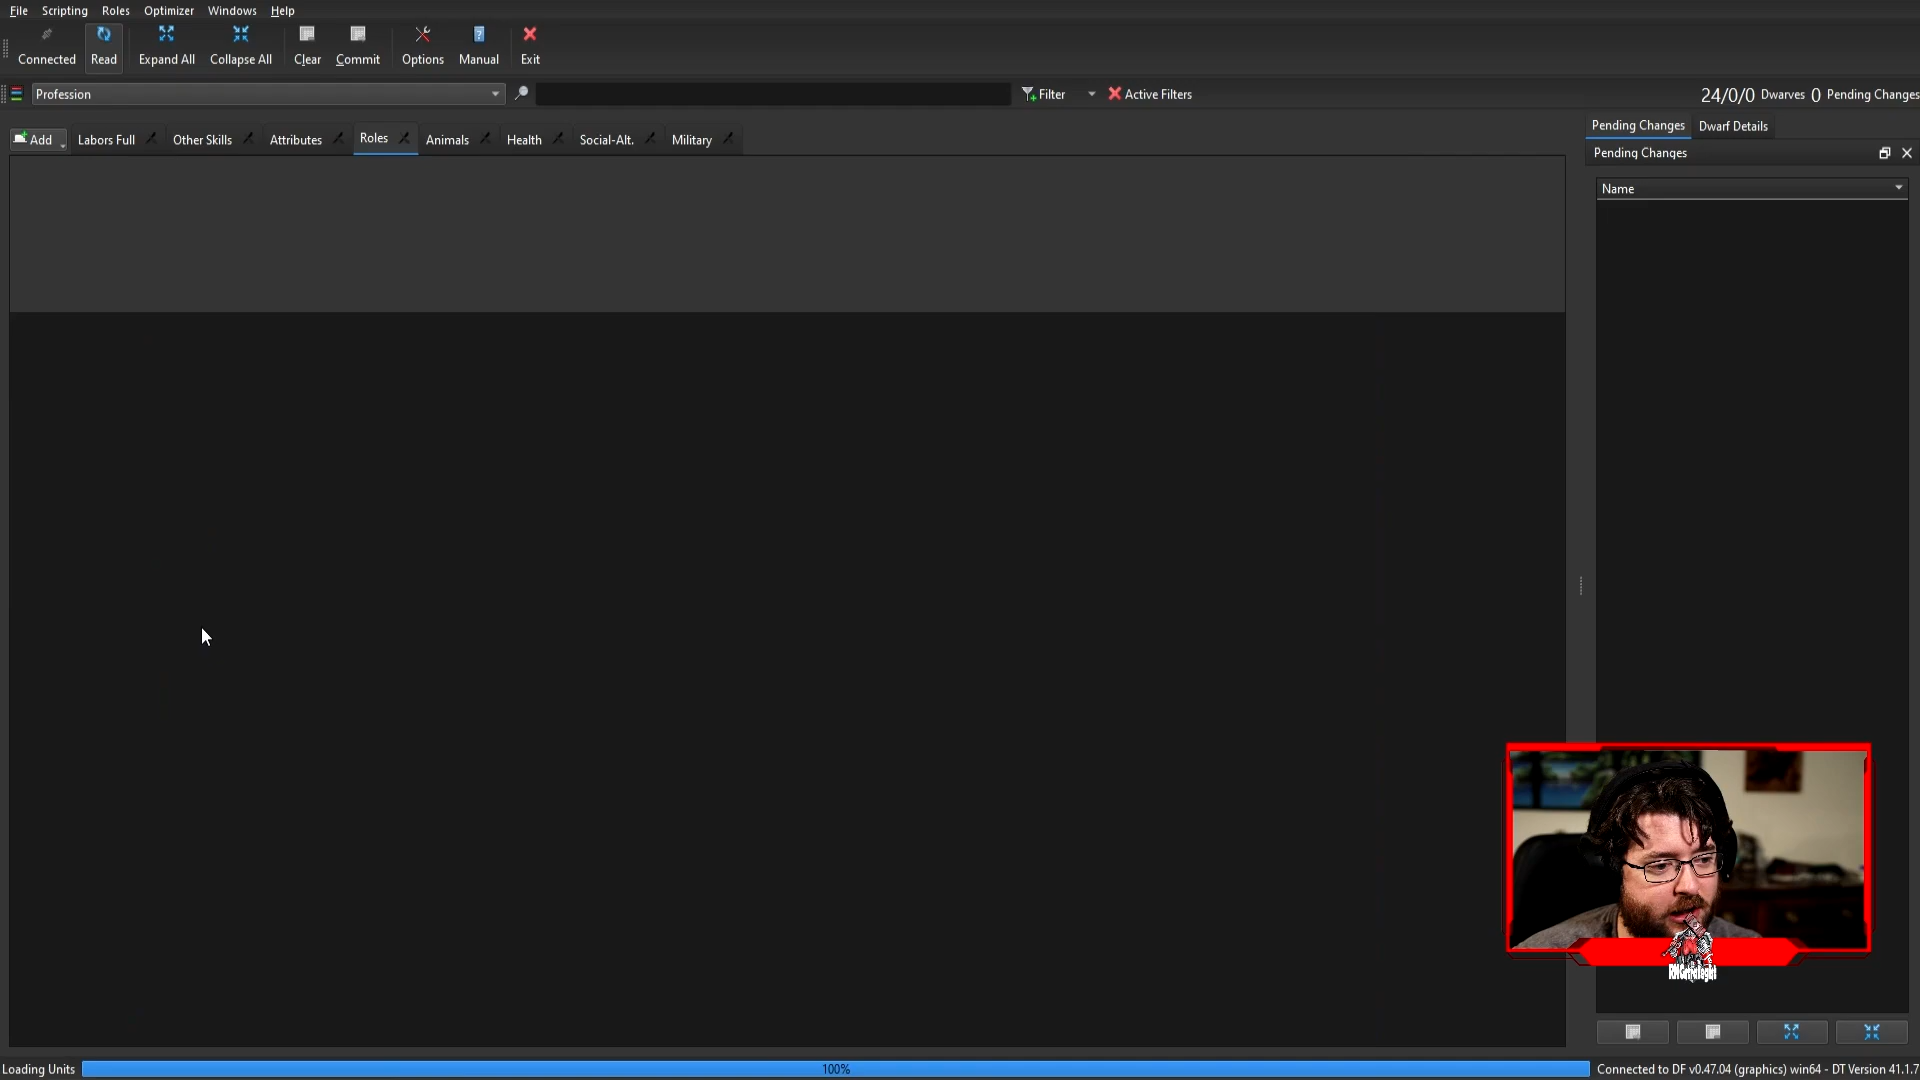 File Scripting Roles Optimizer Windows Help
Connected Read Expand All Collapse All Clear Commit Options Manual Exit
Profession Filter Active Filters 24/0/0 Dwarves 0 Pending Changes
Add Labors Full Other Skills Attributes Roles Animals Health Social-Alt. Military
Pending Changes Dwarf Details
Pending Changes
Name
Loading Units 100% Connected to DF v0.47.04 (graphics) win64 - DT Version 41.1.7